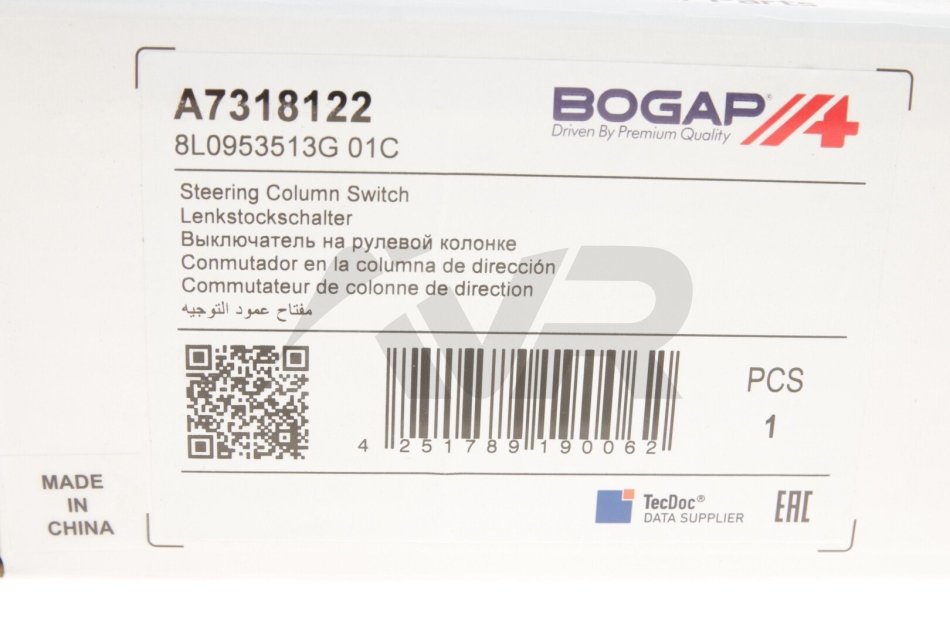 A7318122
8L0953513G 01C
BOGAP®
Driven By Premium Quality
Steering Column Switch
Lenkstockschalter
Выключатель на рулевой колонке
Conmutador en la columna de dirección
Commutateur de colonne de direction
مفتاح عمود التوجيه
4 251789 190062
PCS
1
MADE
IN
CHINA
TecDoc®
DATA SUPPLIER
EAC